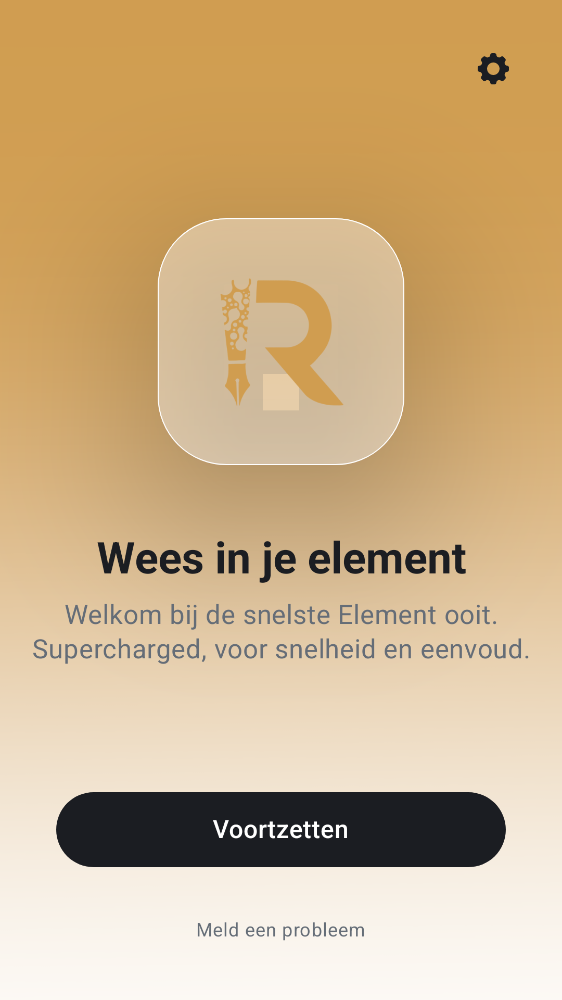 R
Wees in je element
Welkom bij de snelste Element ooit.
Supercharged, voor snelheid en eenvoud.
Voortzetten
Meld een probleem